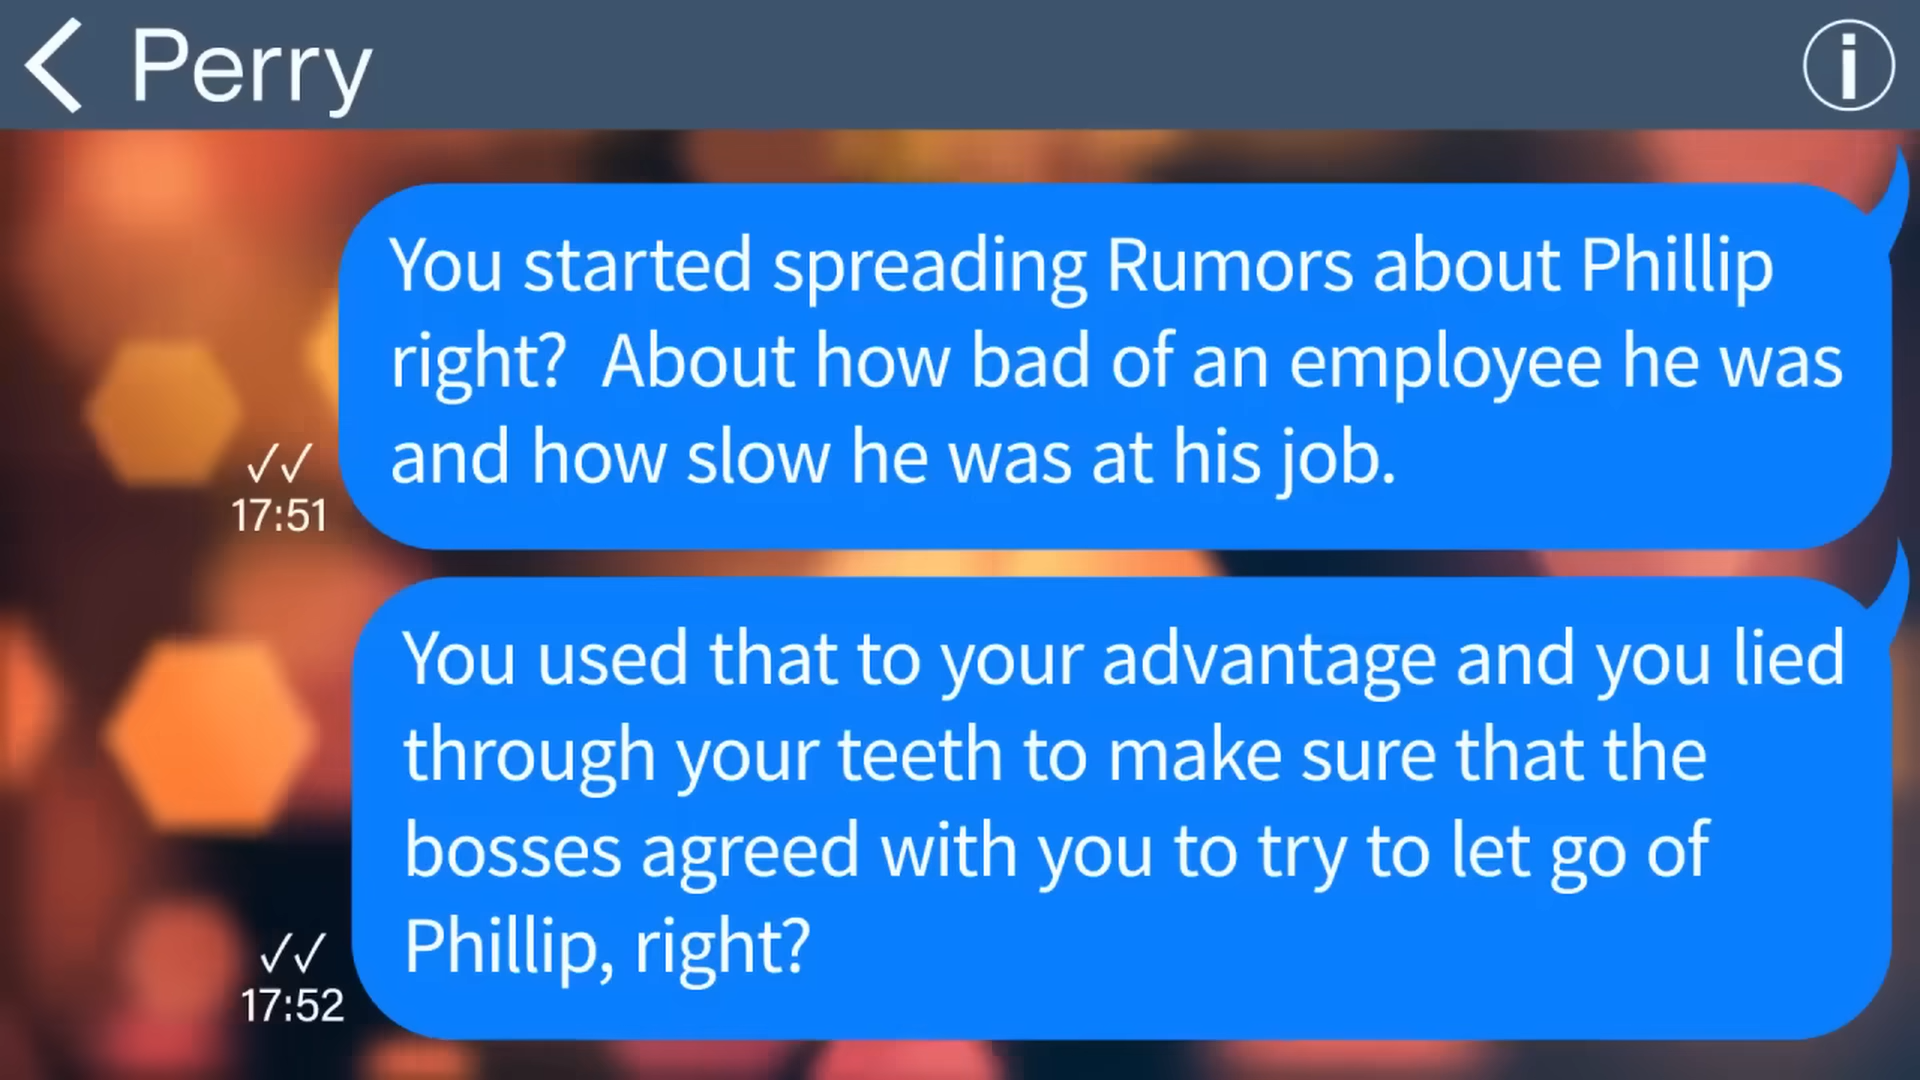 Perry
You started spreading Rumors about Phillip
right?  About how bad of an employee he was
and how slow he was at his job.
17:51
You used that to your advantage and you lied
through your teeth to make sure that the
bosses agreed with you to try to let go of
Phillip, right?
17:52